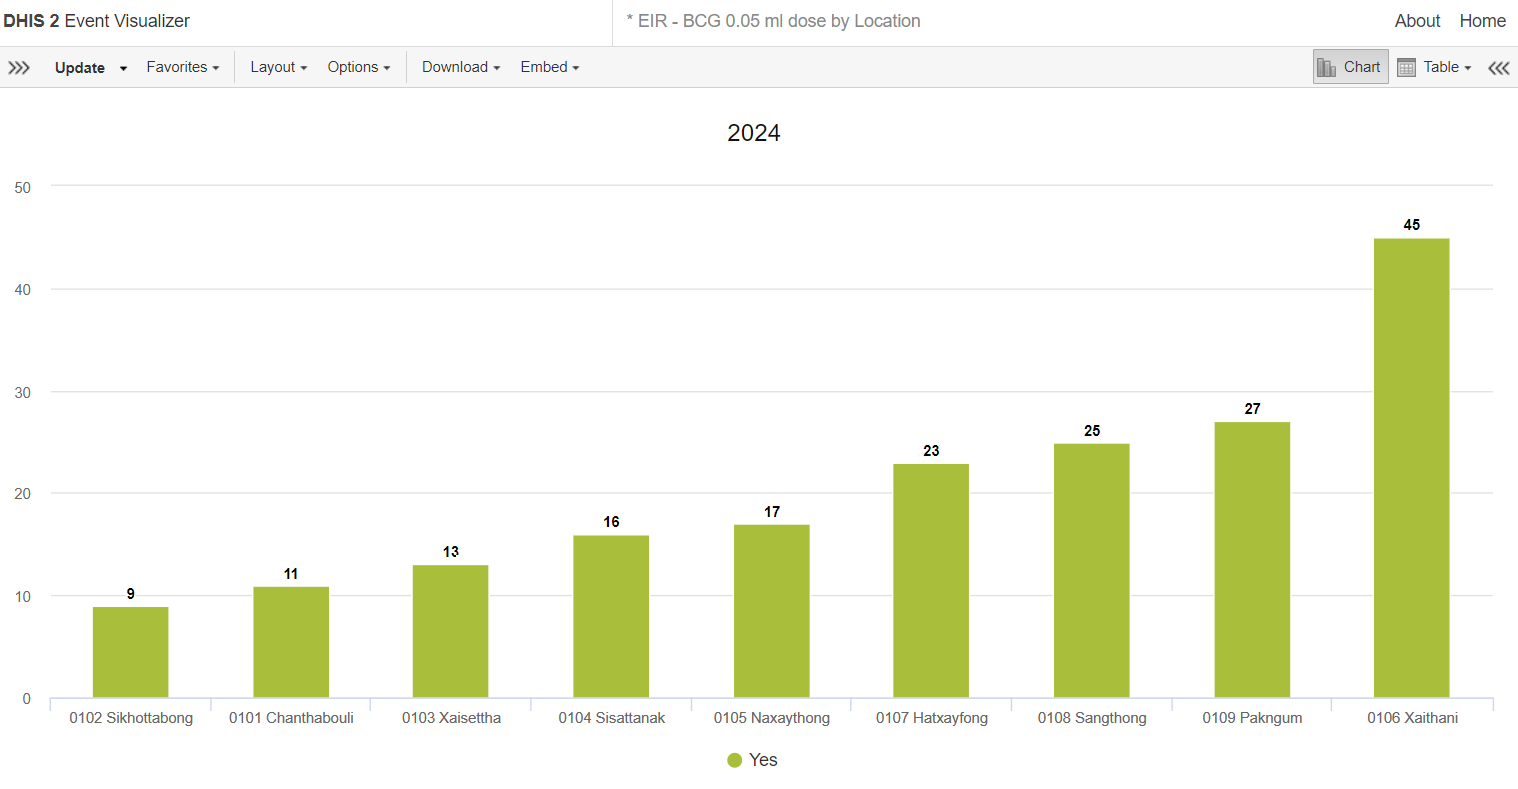 DHIS 2 Event Visualizer
* EIR - BCG 0.05 ml dose by Location
About Home
Update Favorites Layout Options Download Embed Chart Table
2024
50
40
30
20
10
0
9
11
13
16
17
23
25
27
45
0102 Sikhottabong
0101 Chanthabouli
0103 Xaisettha
0104 Sisattanak
0105 Naxaythong
0107 Hatxayfong
0108 Sangthong
0109 Pakngum
0106 Xaithani
Yes